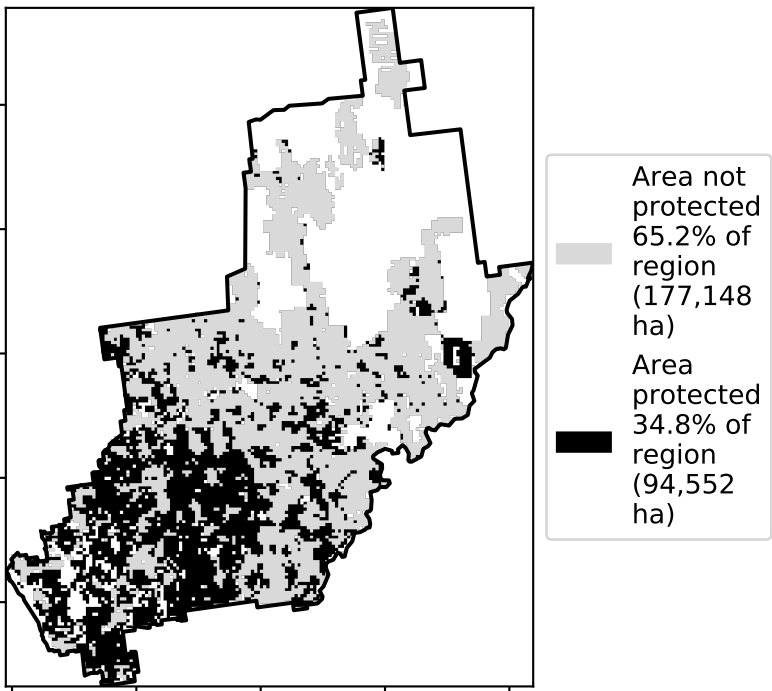 Area not
protected
65.2% of
region
(177,148
ha)
Area
protected
34.8% of
region
(94,552
ha)